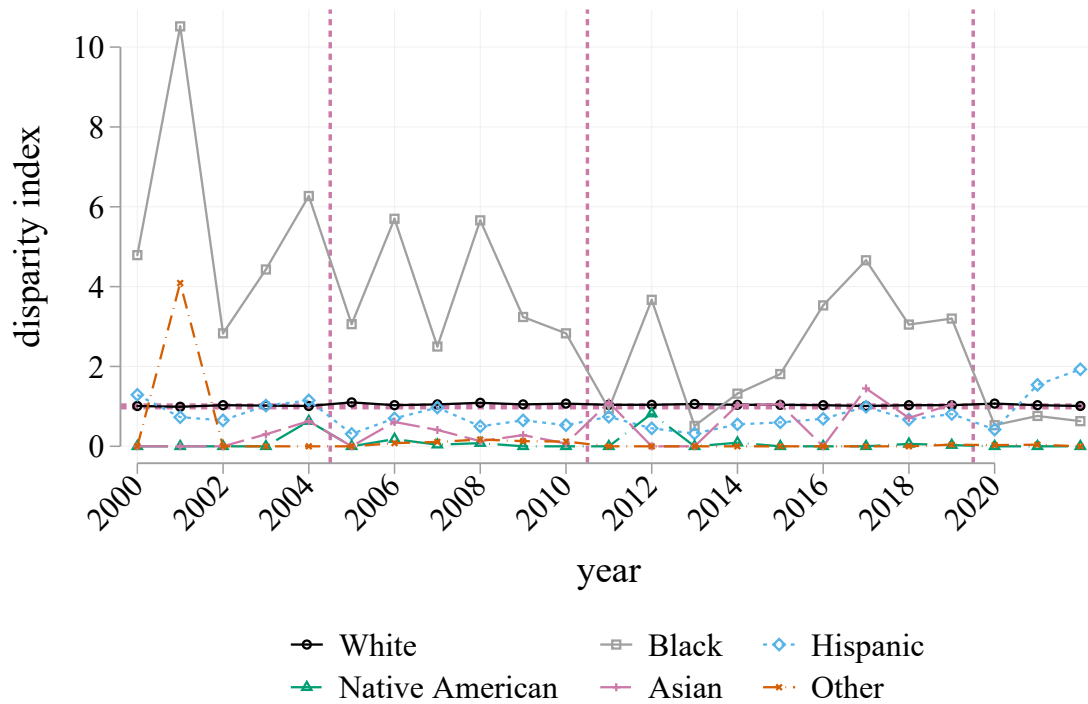 disparity index
10
8
6
4
2
0
2000 2002 2004 2006 2008 2010 2012 2014 2016 2018 2020
year
White Black Hispanic
Native American Asian Other